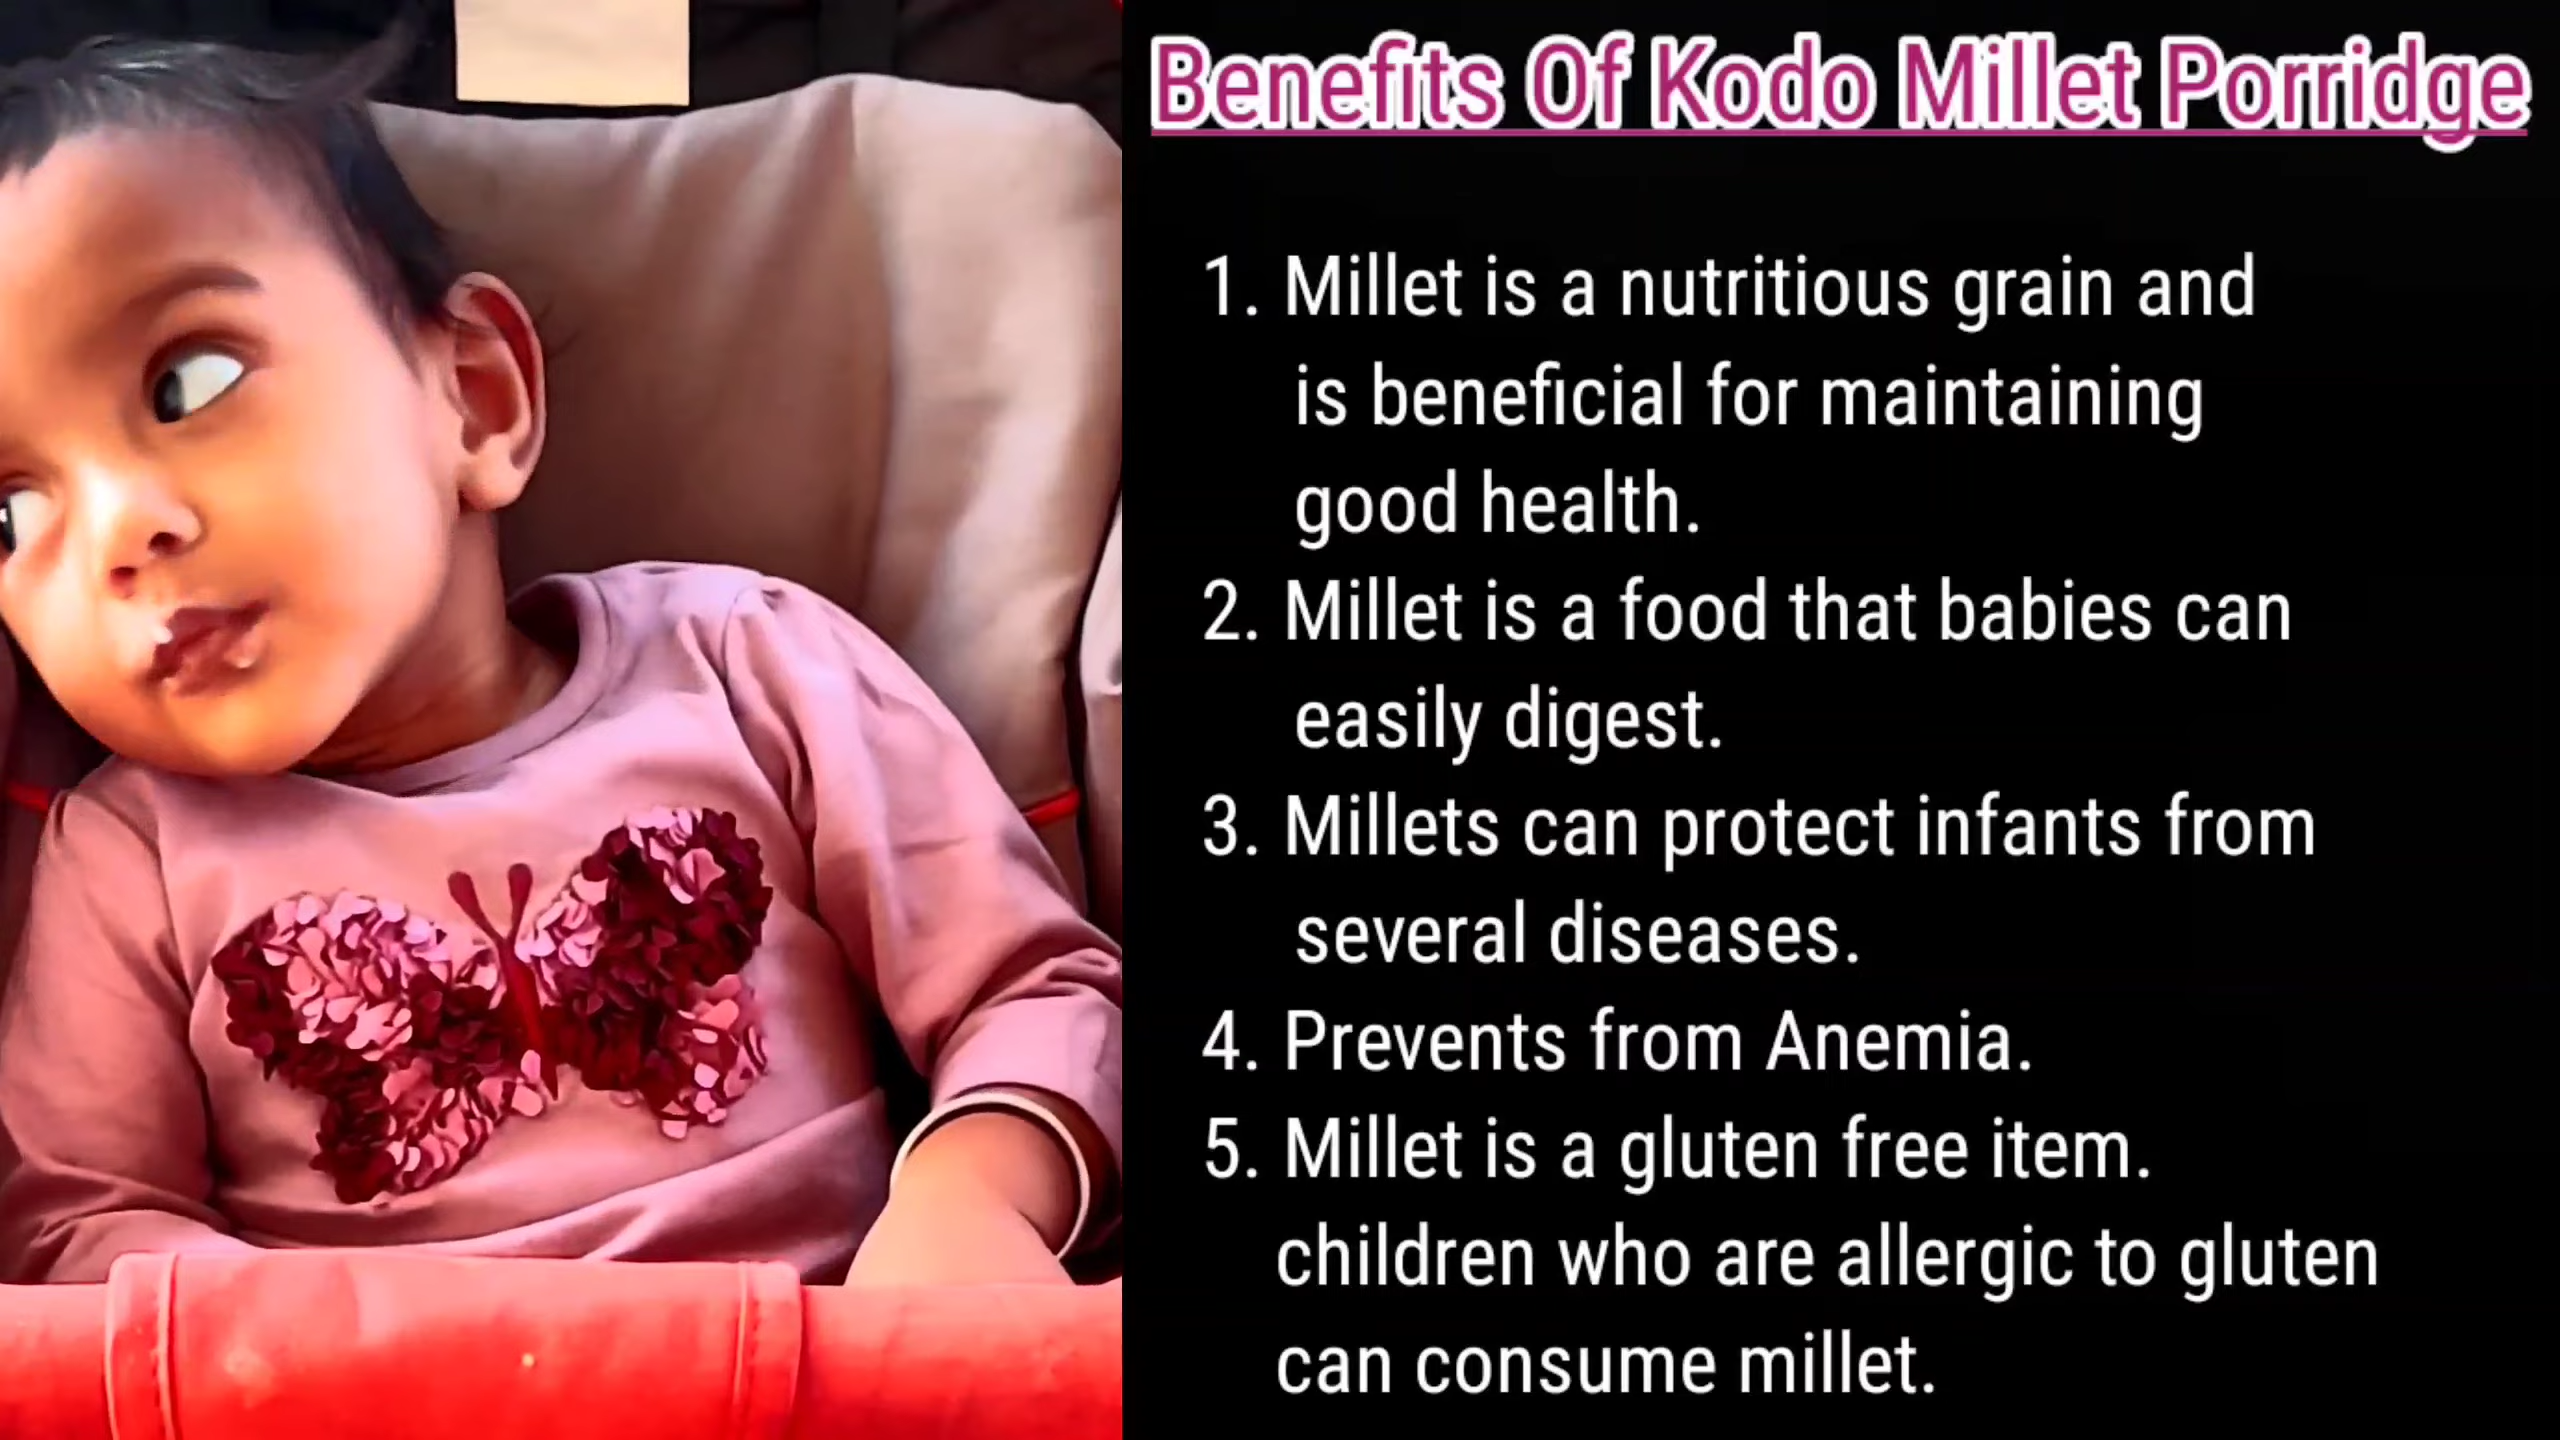 Benefits Of Kodo Millet Porridge
1. Millet is a nutritious grain and
is beneficial for maintaining
good health.
2. Millet is a food that babies can
easily digest.
3. Millets can protect infants from
several diseases.
4. Prevents from Anemia.
5. Millet is a gluten free item.
children who are allergic to gluten
can consume millet.